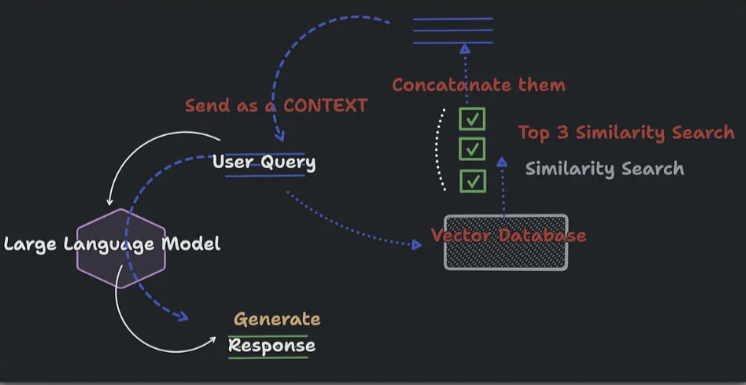 Concatanate them
Send as a CONTEXT
Top 3 Similarity Search
User Query
Similarity Search
Vector Database
Large Language Model
Generate
Response